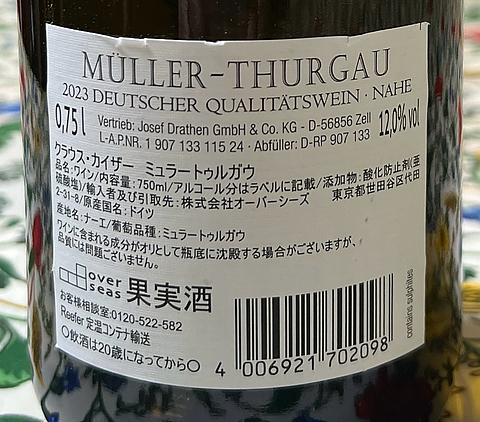 MÜLLER-THURGAU
2023 DEUTSCHER QUALITÄTSWEIN · NAHE
0,75 l
Vertrieb: Josef Drathen GmbH & Co. KG - D-56856 Zell
L-A.P.NR. 1 907 133 115 24 · Abfüller: D-RP 907 133
12,0% vol
クラウス・カイザー ミュラートゥルガウ
品名:ワイン/内容量:750ml/アルコール分はラベルに記載/添加物:酸化防止剤(亜
硫酸塩)/輸入者及び引取先:株式会社オーバーシーズ 東京都世田谷区代田
2-31-8/原産国名:ドイツ
産地名:ナーエ/葡萄品種:ミュラートゥルガウ
ワインに含まれる成分がオリとして瓶底に沈殿する場合がございますが、
品質には問題ございません。
over
seas
果実酒
お客様相談室0120-522-582
Reefer 定温コンテナ輸送
〇飲酒は20歳になってから〇
4 006921 702098
contains sulphites